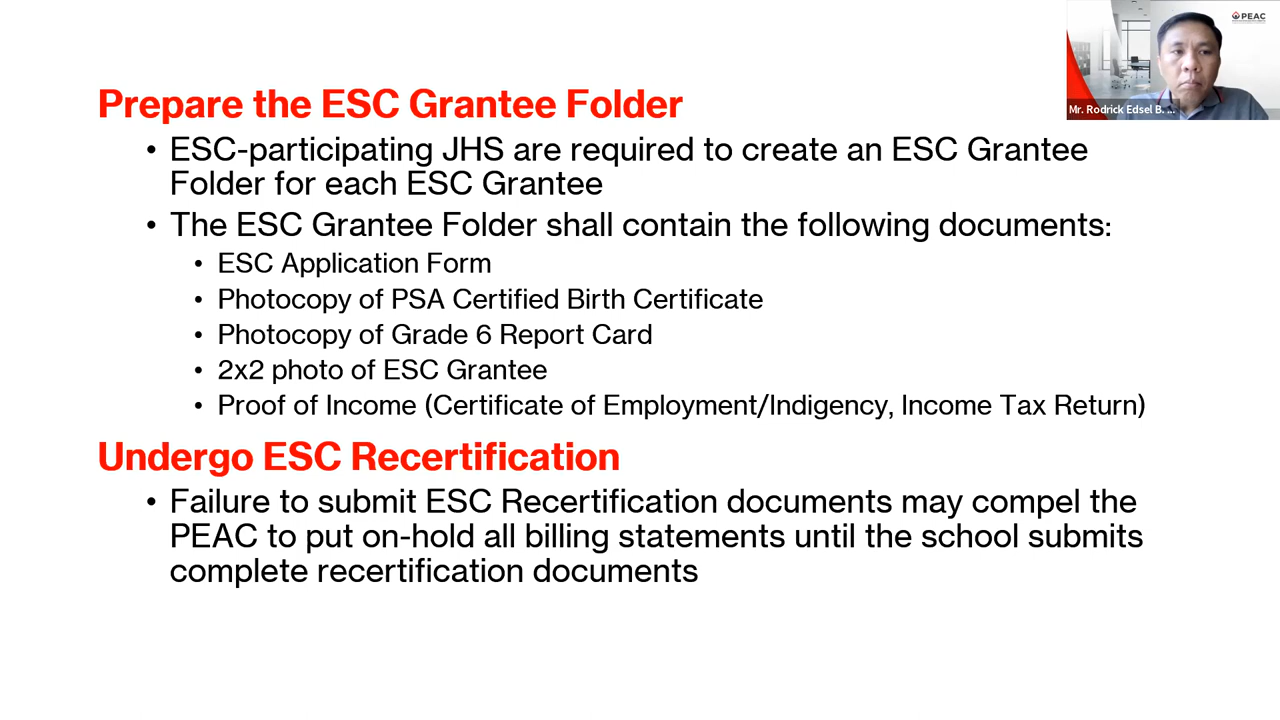 PEAC
Mr. Rodrick Edsel B. ...
Prepare the ESC Grantee Folder
• ESC-participating JHS are required to create an ESC Grantee
Folder for each ESC Grantee
• The ESC Grantee Folder shall contain the following documents:
• ESC Application Form
• Photocopy of PSA Certified Birth Certificate
• Photocopy of Grade 6 Report Card
• 2x2 photo of ESC Grantee
• Proof of Income (Certificate of Employment/Indigency, Income Tax Return)
Undergo ESC Recertification
• Failure to submit ESC Recertification documents may compel the
PEAC to put on-hold all billing statements until the school submits
complete recertification documents